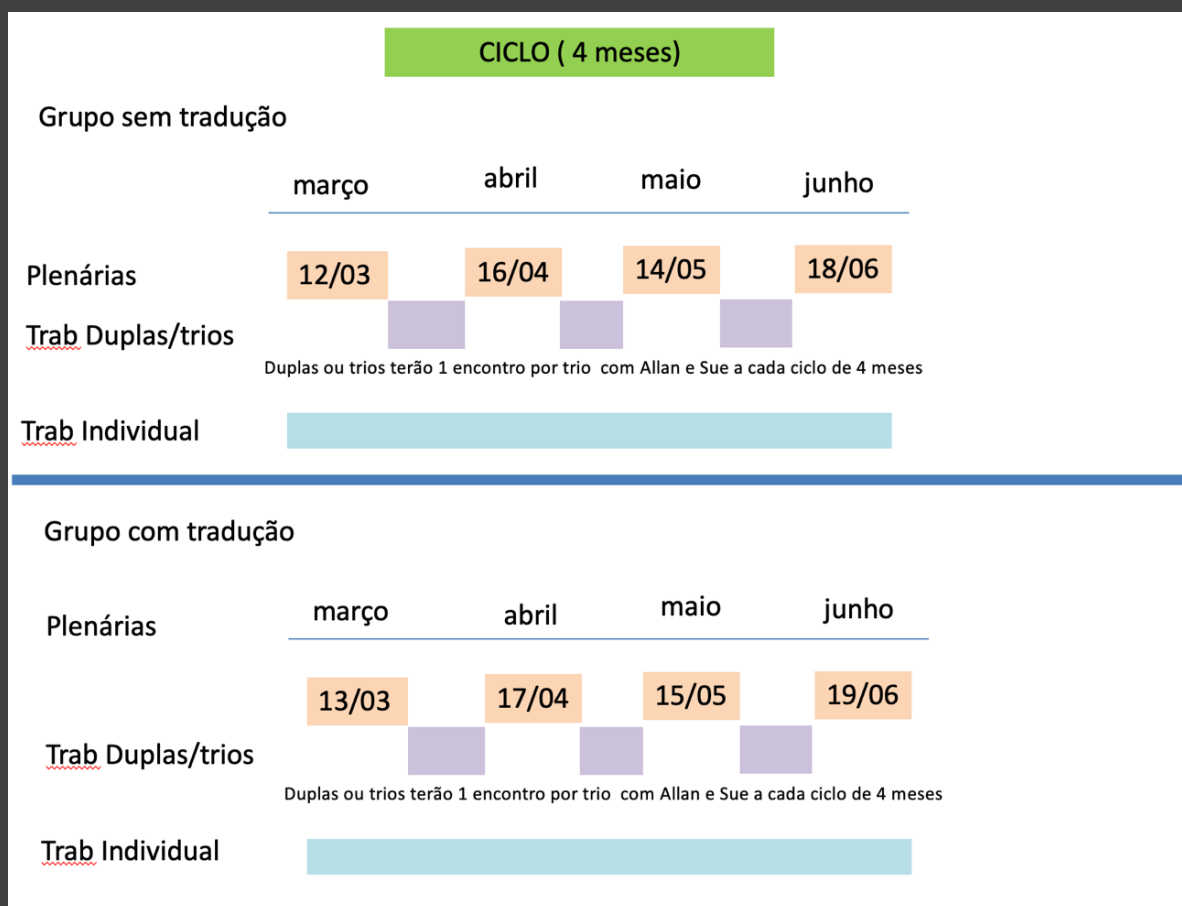 CICLO ( 4 meses)
Grupo sem tradução
março abril maio junho
Plenárias 12/03 16/04 14/05 18/06
Trab Duplas/trios
Duplas ou trios terão 1 encontro por trio  com Allan e Sue a cada ciclo de 4 meses
Trab Individual
Grupo com tradução
Plenárias março abril maio junho
13/03 17/04 15/05 19/06
Trab Duplas/trios
Duplas ou trios terão 1 encontro por trio  com Allan e Sue a cada ciclo de 4 meses
Trab Individual